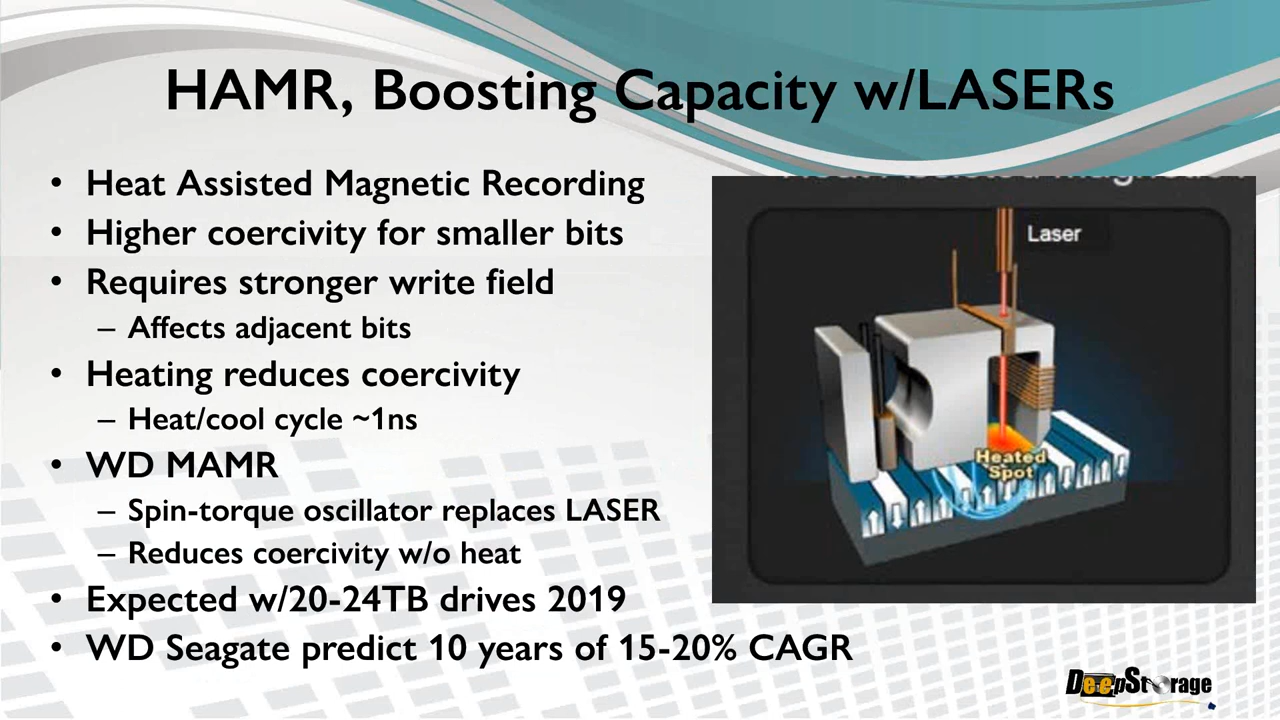 HAMR, Boosting Capacity w/LASERs
• Heat Assisted Magnetic Recording
• Higher coercivity for smaller bits
• Requires stronger write field
– Affects adjacent bits
• Heating reduces coercivity
– Heat/cool cycle ~1ns
• WD MAMR
– Spin-torque oscillator replaces LASER
– Reduces coercivity w/o heat
• Expected w/20-24TB drives 2019
• WD Seagate predict 10 years of 15-20% CAGR
Laser
Heated
Spot
DeepStorage